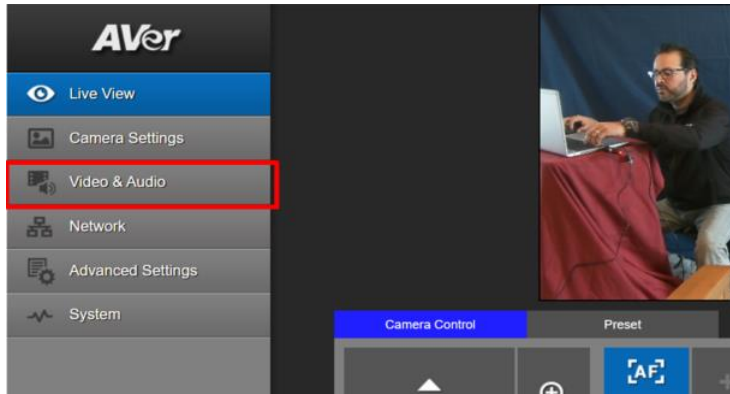 AVer
Live View
Camera Settings
Video & Audio
Network
Advanced Settings
System
Camera Control
Preset
AF